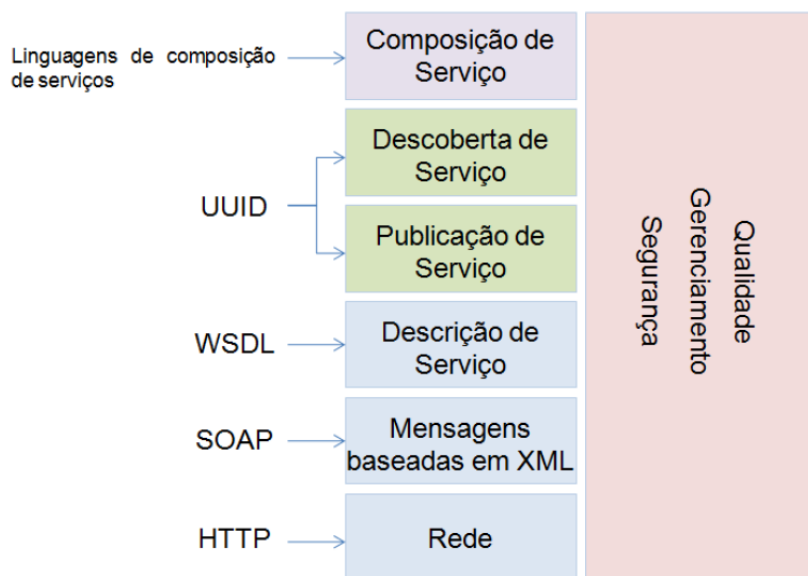 Linguagens de composição
de serviços
Composição de
Serviço
UUID
Descoberta de
Serviço
Publicação de
Serviço
WSDL
Descrição de
Serviço
SOAP
Mensagens
baseadas em XML
HTTP
Rede
Qualidade
Gerenciamento
Segurança